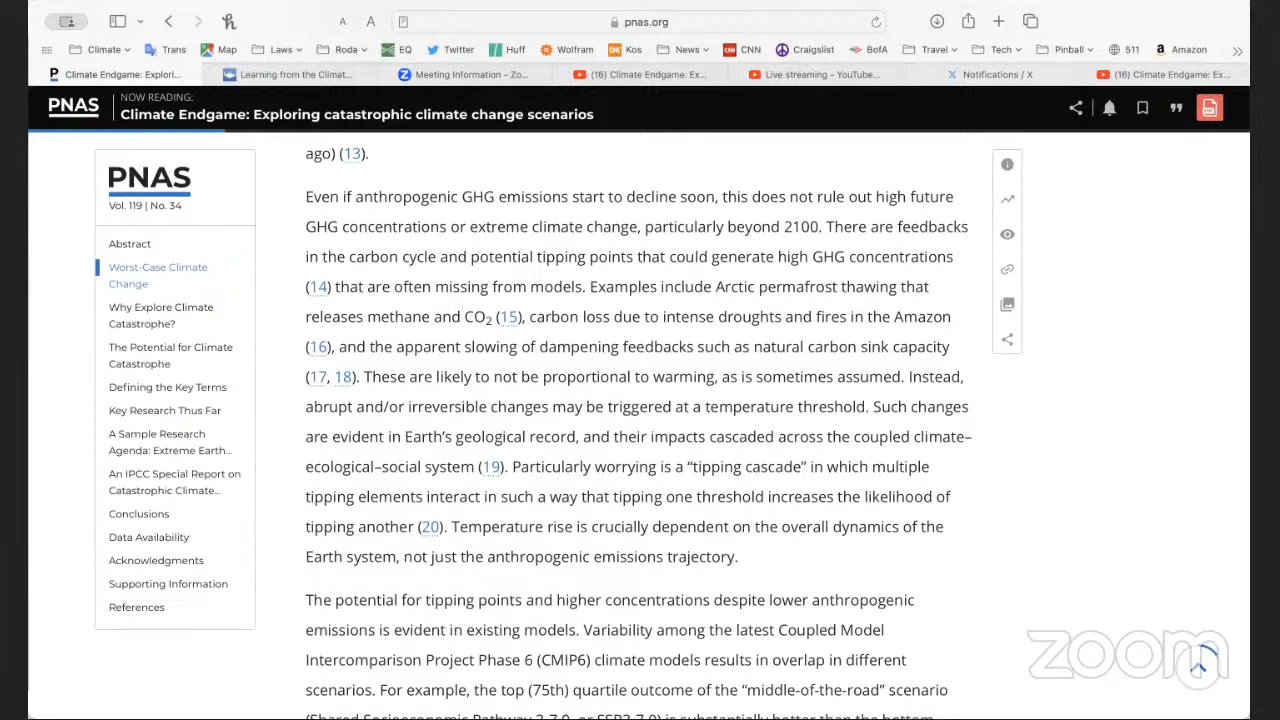 A A pnas.org
Climate Trans Map Laws Roda EQ Twitter Huff Wolfram Kos News CNN Craigslist BofA Travel Tech Pinball 511 Amazon
Climate Endgame: Explori... Learning from the Climat... Meeting Information - Zo... (16) Climate Endgame: Ex... Live streaming - YouTube... Notifications / X (16) Climate Endgame: Ex...
PNAS
NOW READING:
Climate Endgame: Exploring catastrophic climate change scenarios
PNAS
Vol. 119 | No. 34
Abstract
Worst-Case Climate
Change
Why Explore Climate
Catastrophe?
The Potential for Climate
Catastrophe
Defining the Key Terms
Key Research Thus Far
A Sample Research
Agenda: Extreme Earth...
An IPCC Special Report on
Catastrophic Climate...
Conclusions
Data Availability
Acknowledgments
Supporting Information
References
ago) (13).
Even if anthropogenic GHG emissions start to decline soon, this does not rule out high future
GHG concentrations or extreme climate change, particularly beyond 2100. There are feedbacks
in the carbon cycle and potential tipping points that could generate high GHG concentrations
(14) that are often missing from models. Examples include Arctic permafrost thawing that
releases methane and CO2 (15), carbon loss due to intense droughts and fires in the Amazon
(16), and the apparent slowing of dampening feedbacks such as natural carbon sink capacity
(17, 18). These are likely to not be proportional to warming, as is sometimes assumed. Instead,
abrupt and/or irreversible changes may be triggered at a temperature threshold. Such changes
are evident in Earth’s geological record, and their impacts cascaded across the coupled climate–
ecological–social system (19). Particularly worrying is a “tipping cascade” in which multiple
tipping elements interact in such a way that tipping one threshold increases the likelihood of
tipping another (20). Temperature rise is crucially dependent on the overall dynamics of the
Earth system, not just the anthropogenic emissions trajectory.
The potential for tipping points and higher concentrations despite lower anthropogenic
emissions is evident in existing models. Variability among the latest Coupled Model
Intercomparison Project Phase 6 (CMIP6) climate models results in overlap in different
scenarios. For example, the top (75th) quartile outcome of the “middle-of-the-road” scenario
(Shared Socioeconomic Pathway 3-7.0, or SSP3-7.0) is substantially hotter than the bottom
zoom